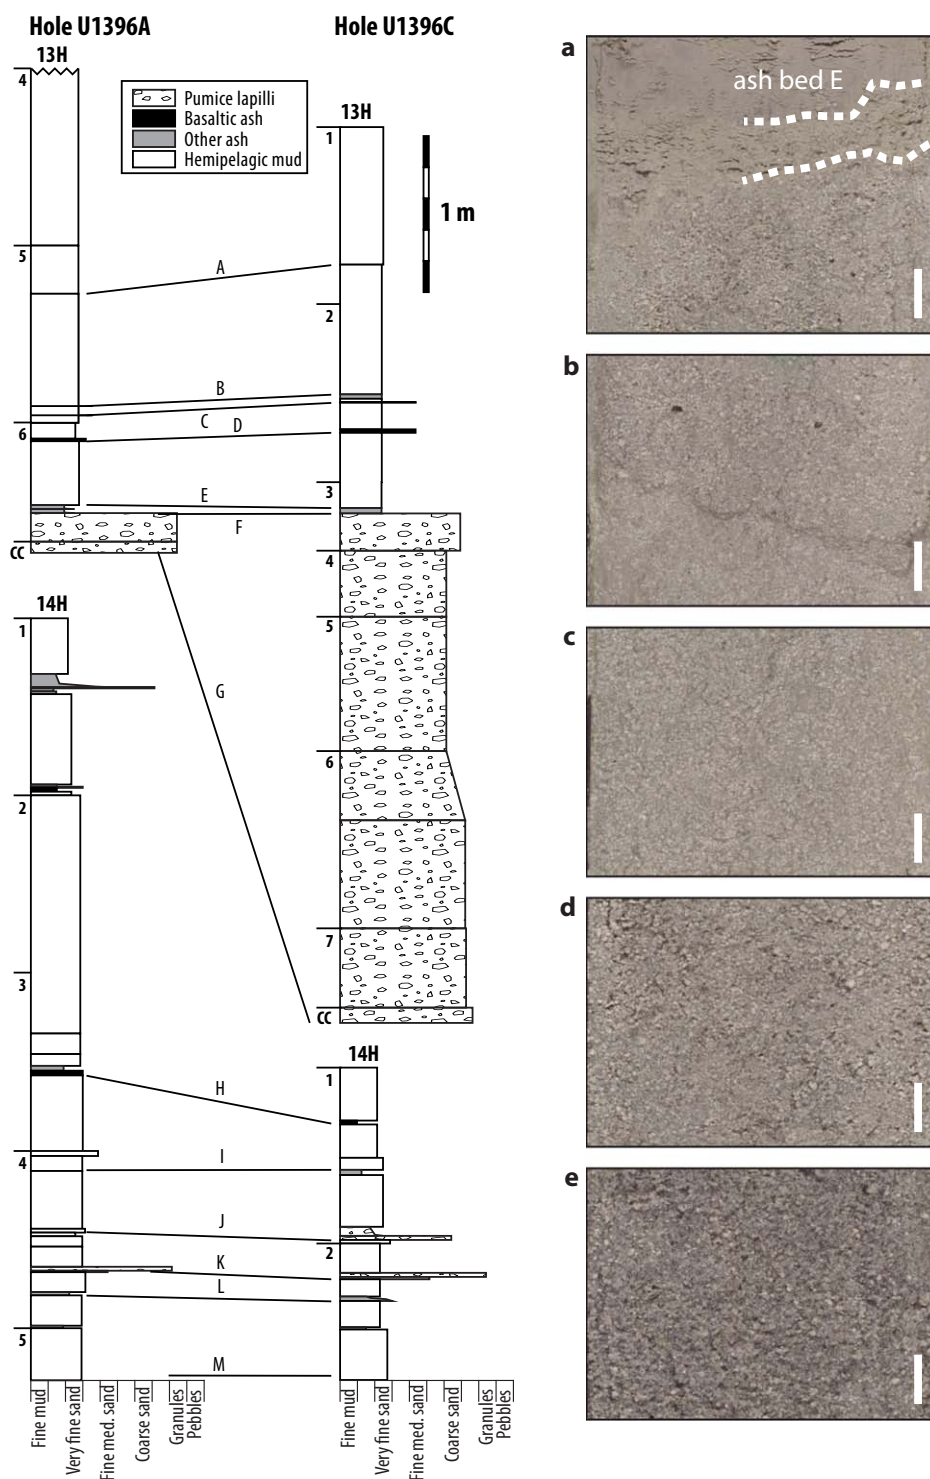 Hole U1396A
Hole U1396C
13H
4
5
6
CC
14H
1
2
3
4
5
Pumice lapilli
Basaltic ash
Other ash
Hemipelagic mud
13H
1
2
3
4
5
6
7
CC
1 m
14H
1
2
A
B
C
D
E
F
G
H
I
J
K
L
M
Fine mud
Very fine sand
Fine med. sand
Coarse sand
Granules
Pebbles
Fine mud
Very fine sand
Fine med. sand
Coarse sand
Granules
Pebbles
a
ash bed E
b
c
d
e